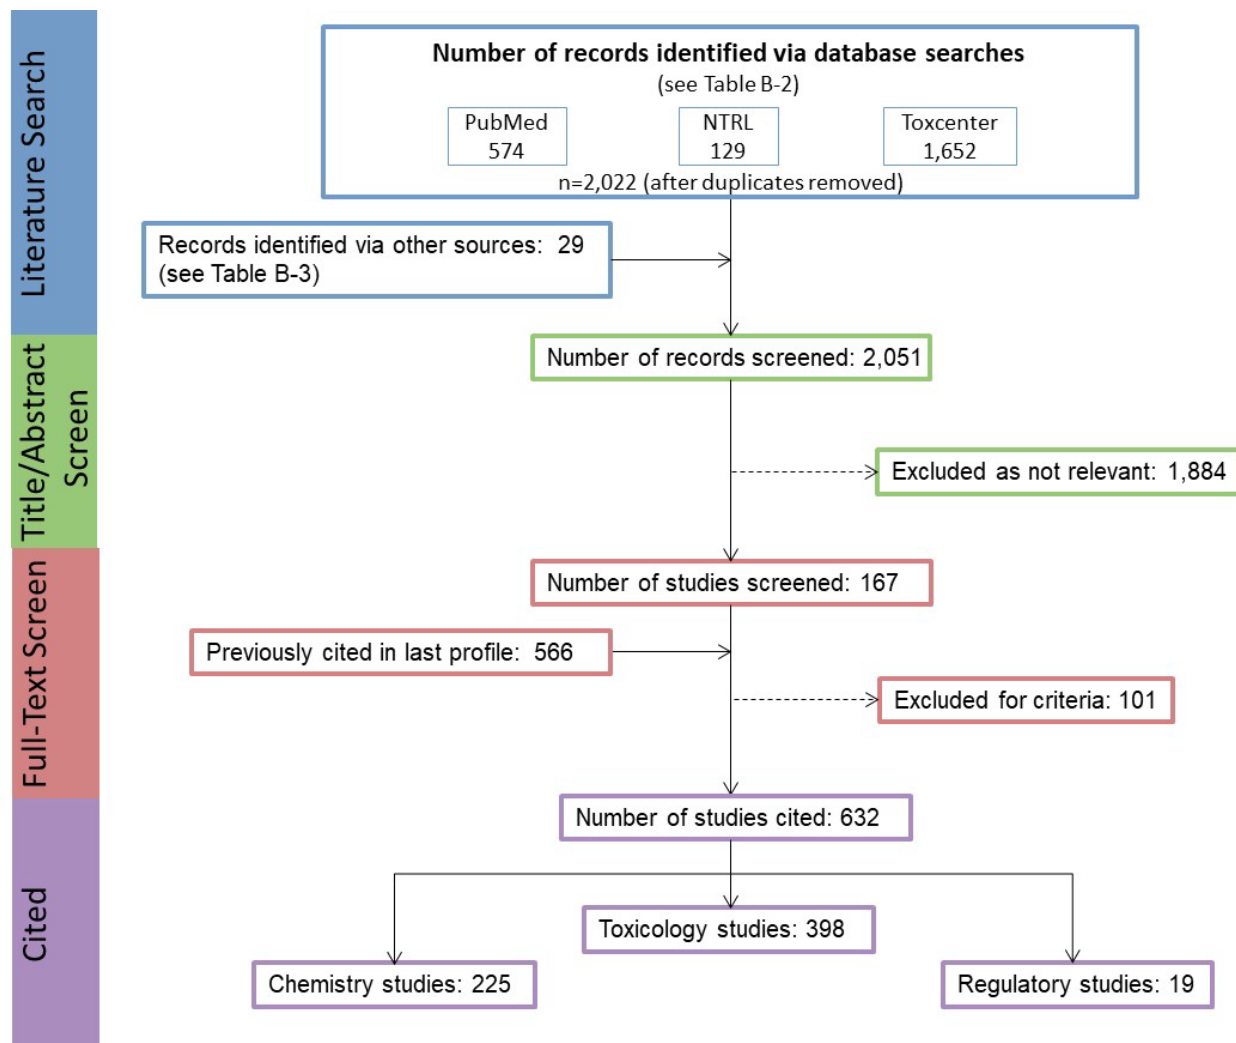 Literature Search
Number of records identified via database searches
(see Table B-2)
PubMed
574
NTRL
129
Toxcenter
1,652
n=2,022 (after duplicates removed)
Records identified via other sources: 29
(see Table B-3)
Title/Abstract
Screen
Number of records screened: 2,051
Excluded as not relevant: 1,884
Full-Text Screen
Number of studies screened: 167
Previously cited in last profile: 566
Excluded for criteria: 101
Cited
Number of studies cited: 632
Toxicology studies: 398
Chemistry studies: 225
Regulatory studies: 19